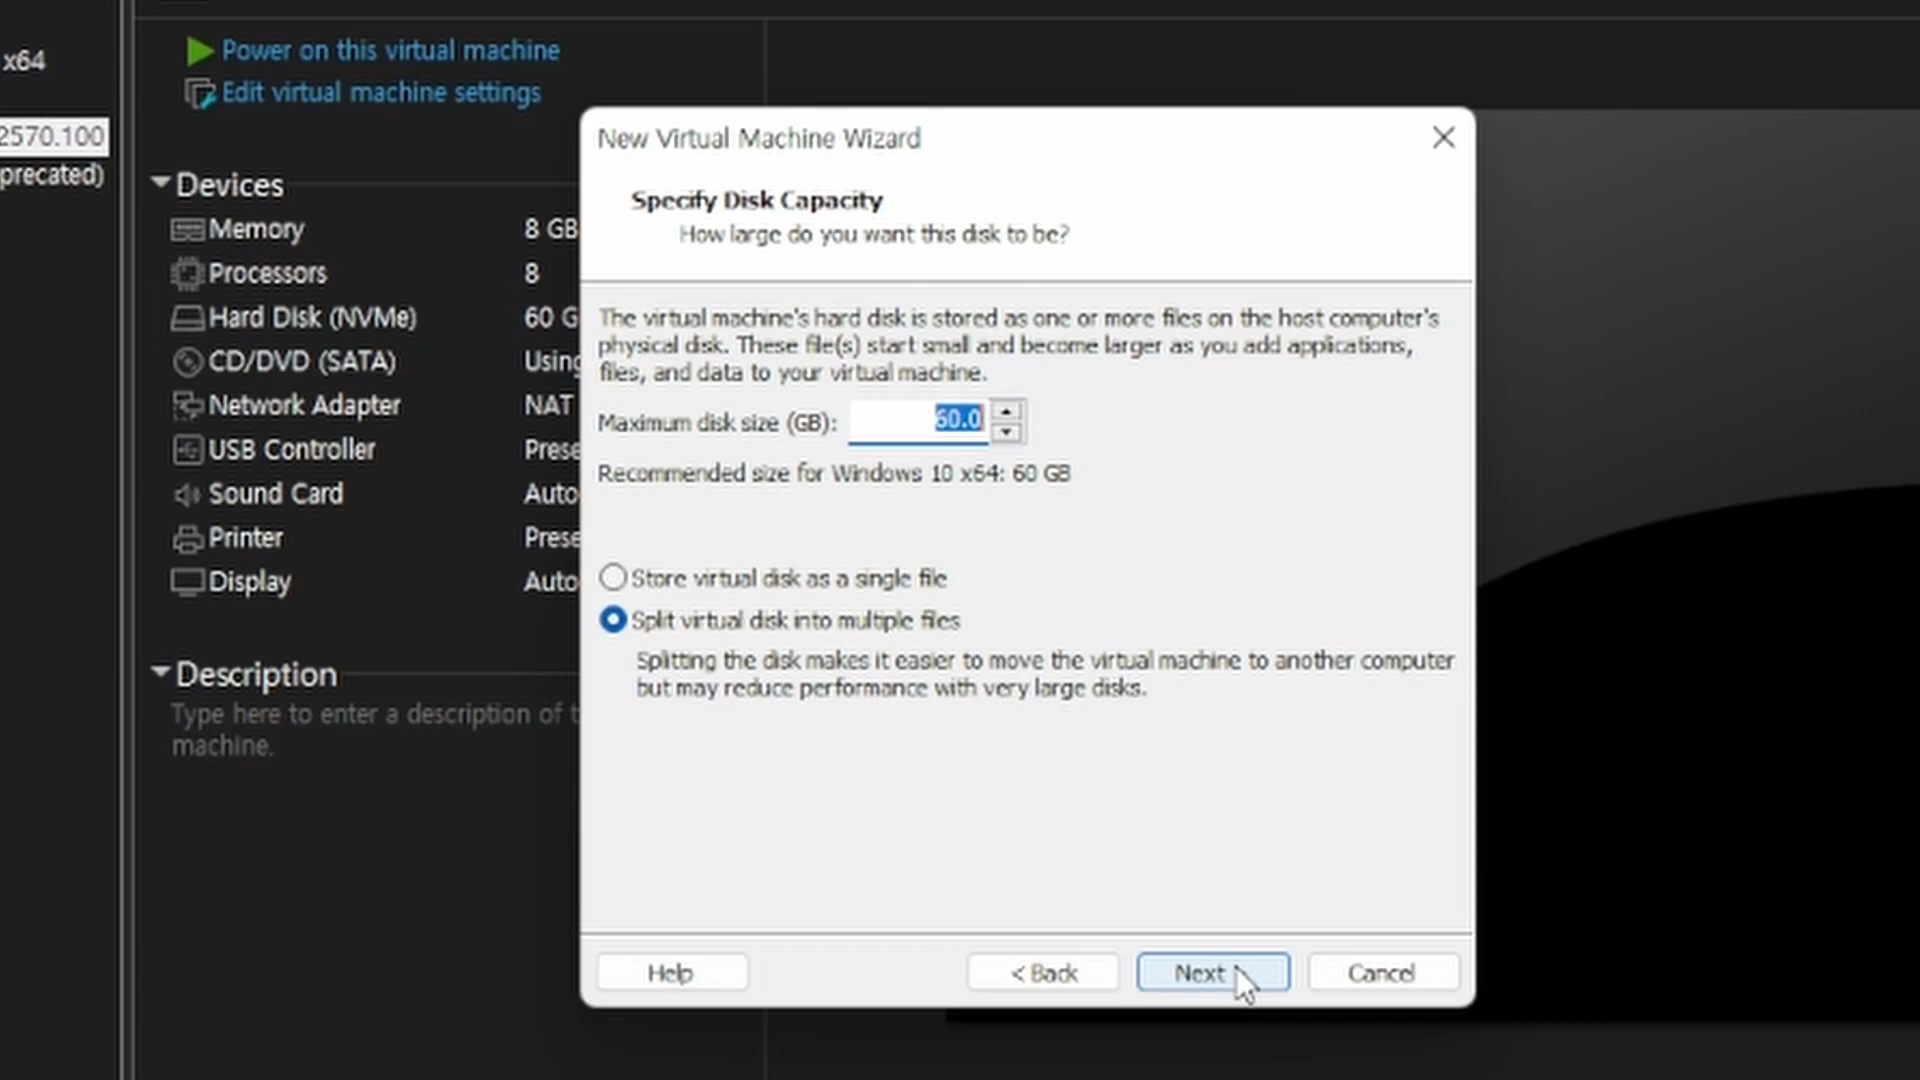 x64
2570.100
precated)
Power on this virtual machine
Edit virtual machine settings
Devices
Memory 8 GB
Processors 8
Hard Disk (NVMe) 60 G
CD/DVD (SATA) Using
Network Adapter NAT
USB Controller Prese
Sound Card Auto
Printer Prese
Display Auto
Description
Type here to enter a description of t
machine.
New Virtual Machine Wizard
Specify Disk Capacity
How large do you want this disk to be?
The virtual machine's hard disk is stored as one or more files on the host computer's
physical disk. These file(s) start small and become larger as you add applications,
files, and data to your virtual machine.
Maximum disk size (GB): 60.0
Recommended size for Windows 10 x64: 60 GB
Store virtual disk as a single file
Split virtual disk into multiple files
Splitting the disk makes it easier to move the virtual machine to another computer
but may reduce performance with very large disks.
Help < Back Next Cancel